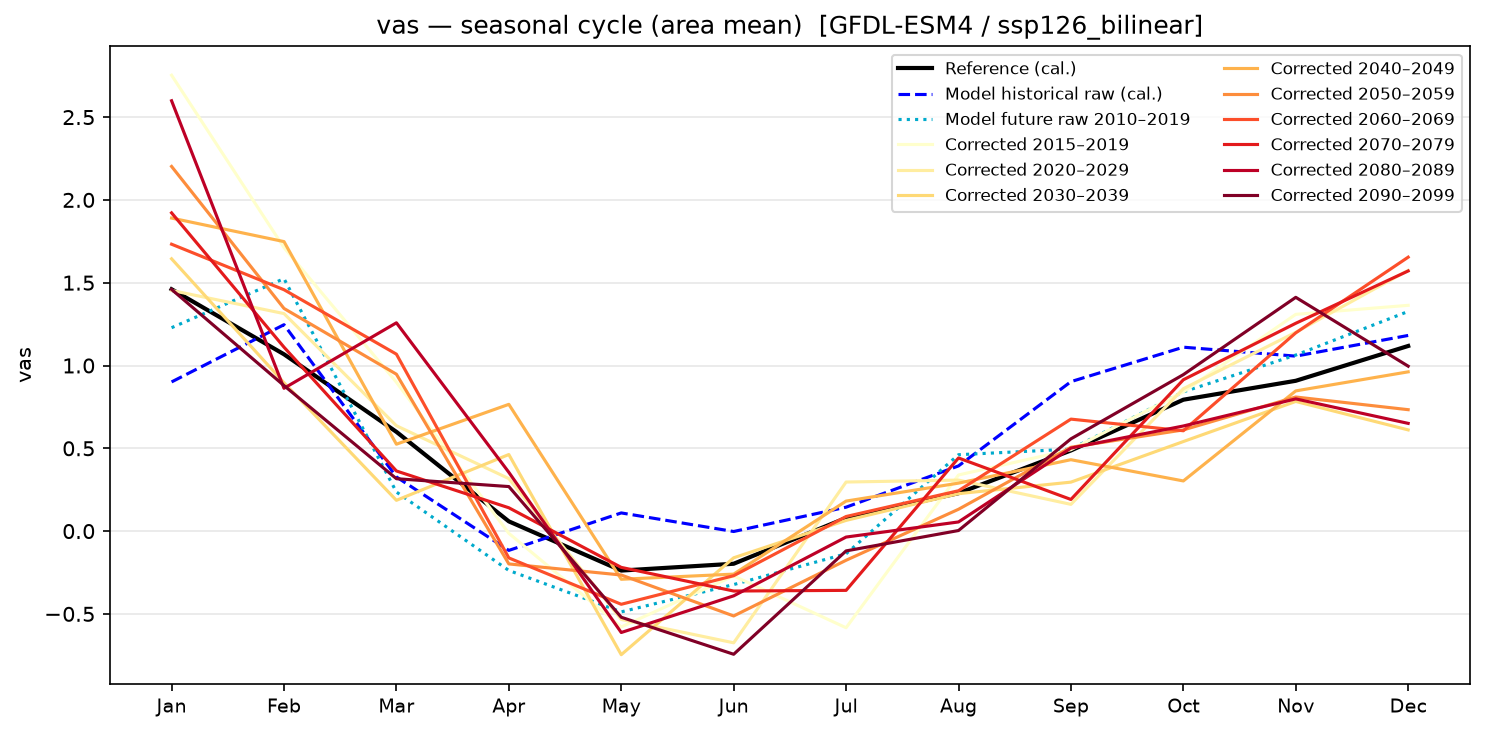 vas — seasonal cycle (area mean)  [GFDL-ESM4 / ssp126_bilinear]
Reference (cal.)
Model historical raw (cal.)
Model future raw 2010–2019
Corrected 2015–2019
Corrected 2020–2029
Corrected 2030–2039
Corrected 2040–2049
Corrected 2050–2059
Corrected 2060–2069
Corrected 2070–2079
Corrected 2080–2089
Corrected 2090–2099
vas
2.5
2.0
1.5
1.0
0.5
0.0
−0.5
Jan Feb Mar Apr May Jun Jul Aug Sep Oct Nov Dec